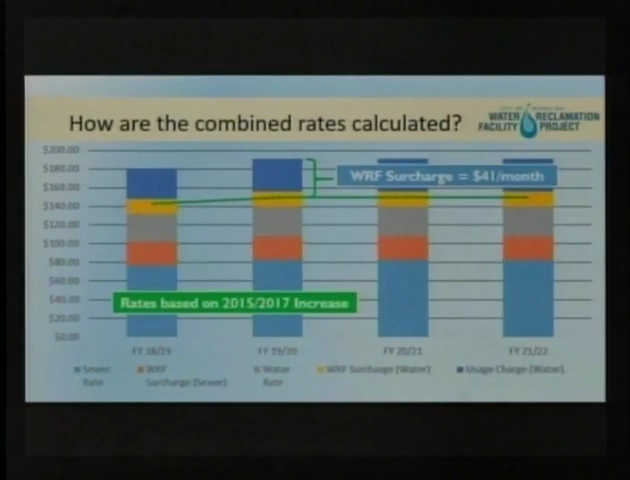 How are the combined rates calculated?
WATER RECLAMATION
FACILITY PROJECT
$200.00
$180.00
$160.00
$140.00
$120.00
$100.00
$80.00
$60.00
$40.00
$20.00
$0.00
WRF Surcharge = $41/month
Rates based on 2015/2017 Increase
FY 18/19
FY 19/20
FY 20/21
FY 21/22
Sewer Rate
WRF Surcharge (Sewer)
Water Rate
WRF Surcharge (Water)
Usage Charge (Water)